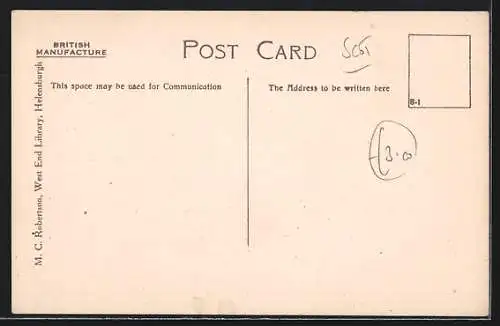 BRITISH
MANUFACTURE
POST CARD
This space may be used for Communication
The Address to be written here
B-1
M. C. Robertson, West End Library, Helensburgh